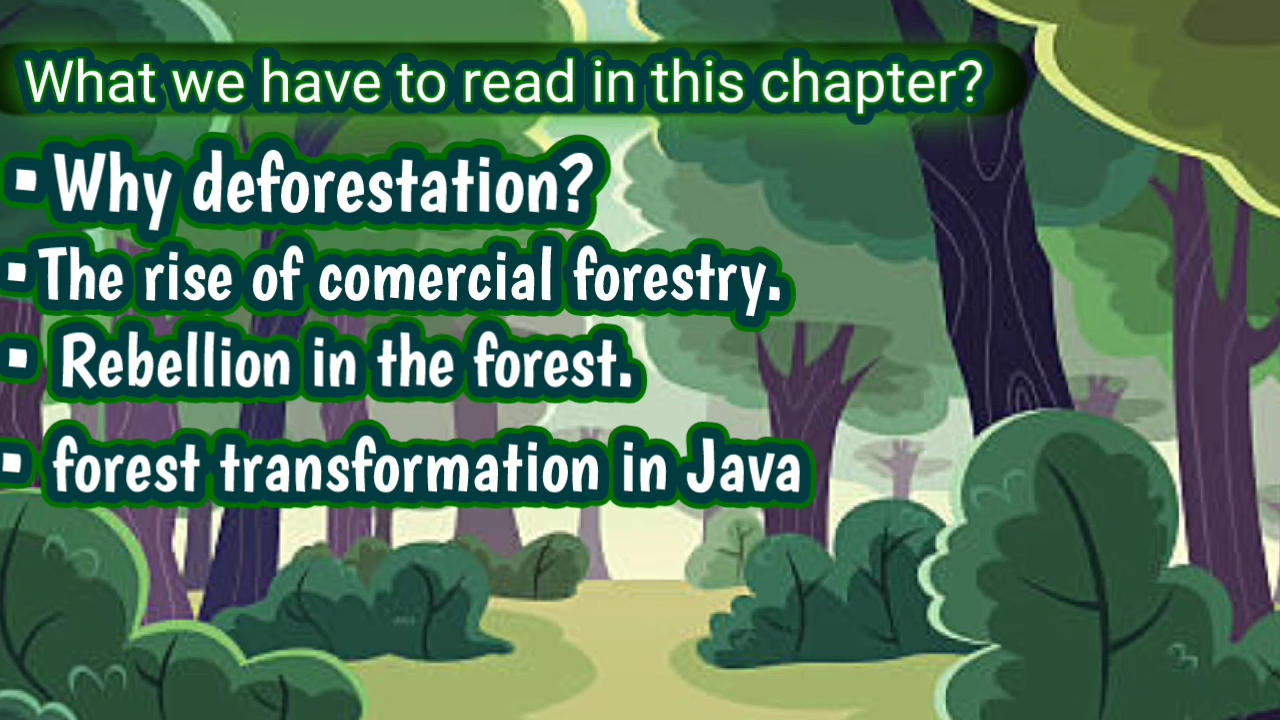 What we have to read in this chapter?
▪ Why deforestation?
▪ The rise of comercial forestry.
▪ Rebellion in the forest.
▪ forest transformation in Java